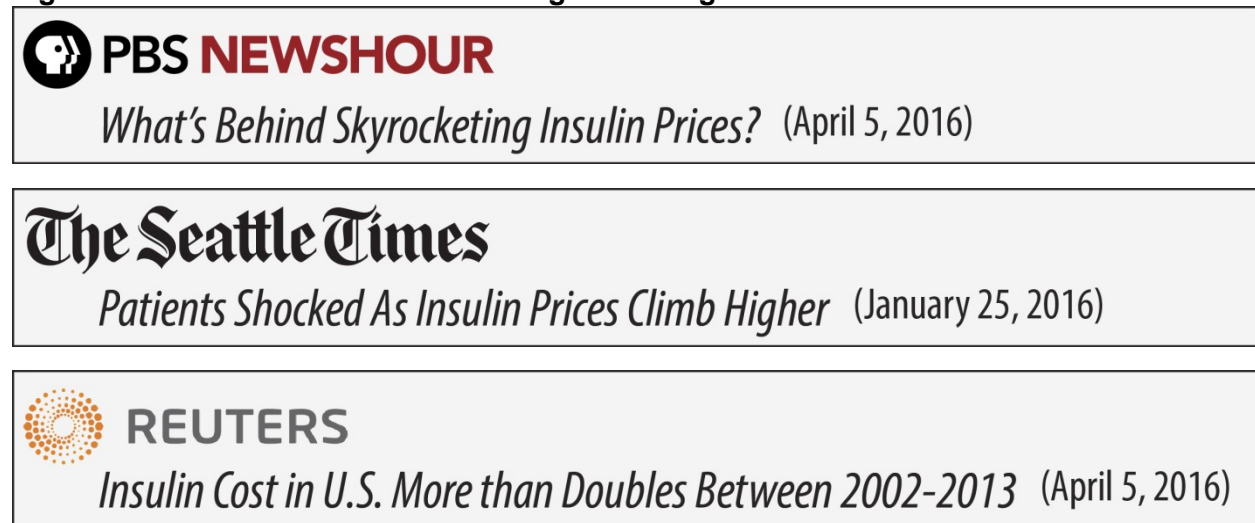 PBS NEWSHOUR
What's Behind Skyrocketing Insulin Prices? (April 5, 2016)
The Seattle Times
Patients Shocked As Insulin Prices Climb Higher (January 25, 2016)
REUTERS
Insulin Cost in U.S. More than Doubles Between 2002-2013 (April 5, 2016)